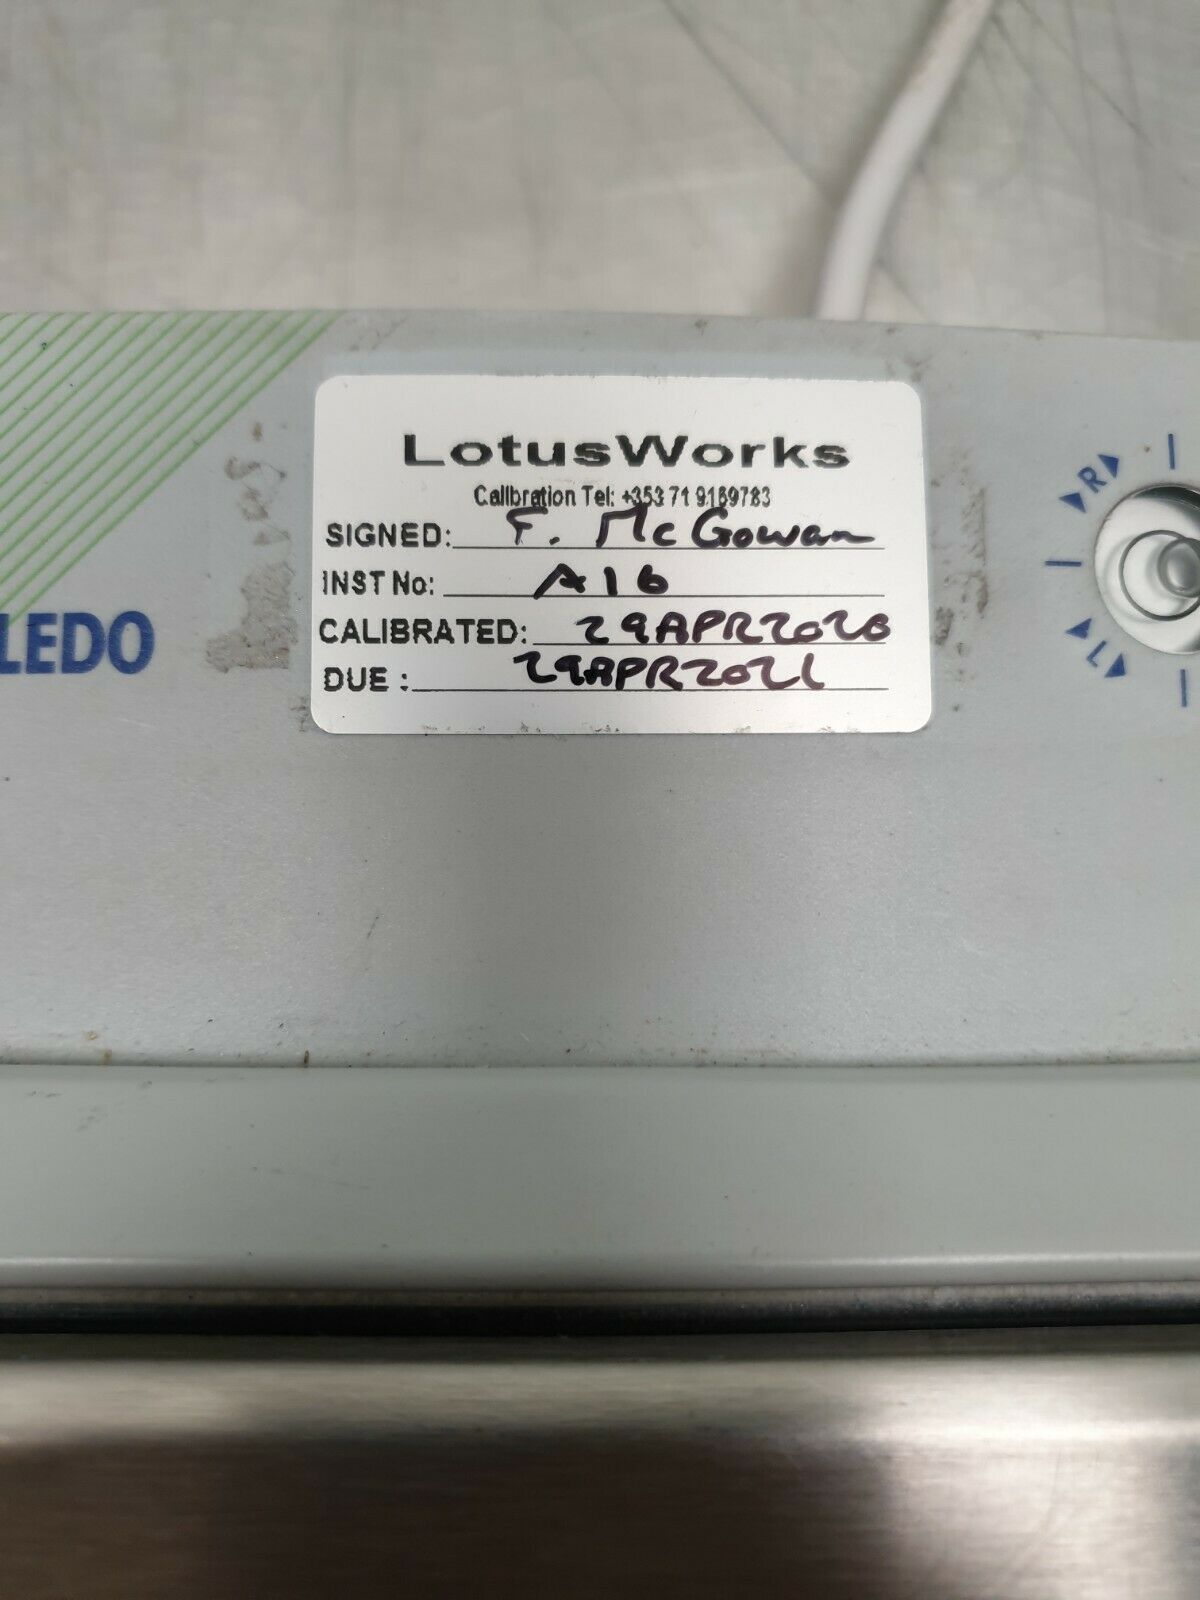 LotusWorks
Calibration Tel: +353 71 9169783
SIGNED: F. McGowan
INST No: A16
CALIBRATED: 29APR2020
DUE: 29APR2021
LEDO
R
L